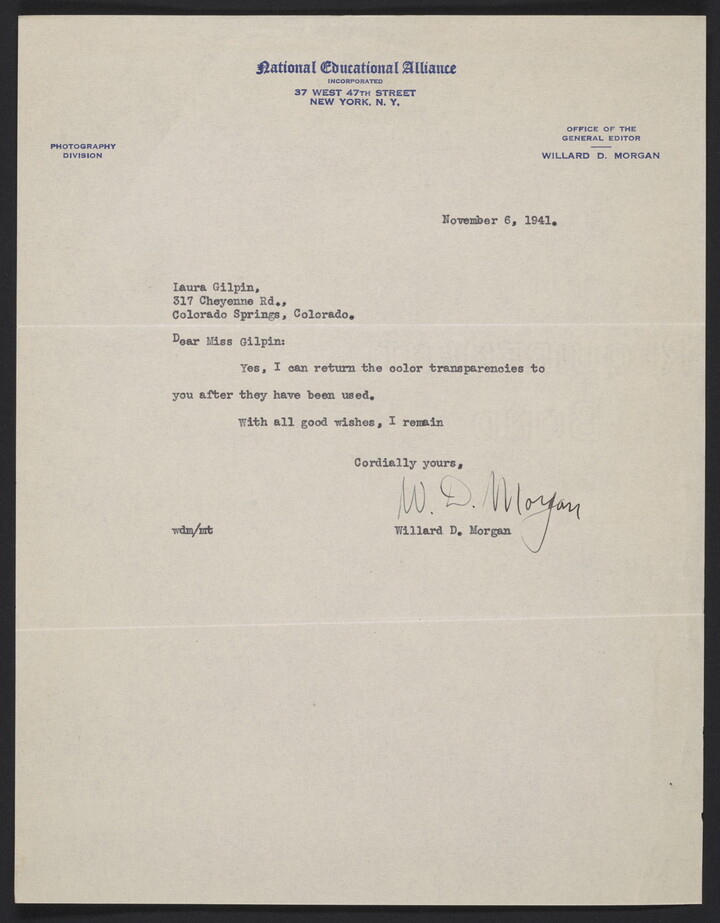 National Educational Alliance
INCORPORATED
37 WEST 47TH STREET
NEW YORK, N. Y.
PHOTOGRAPHY
DIVISION
OFFICE OF THE
GENERAL EDITOR
WILLARD D. MORGAN
November 6, 1941.
Laura Gilpin,
317 Cheyenne Rd.,
Colorado Springs, Colorado.
Dear Miss Gilpin:
Yes, I can return the color transparencies to
you after they have been used.
With all good wishes, I remain
Cordially yours,
W. D. Morgan
wdm/mt
Willard D. Morgan